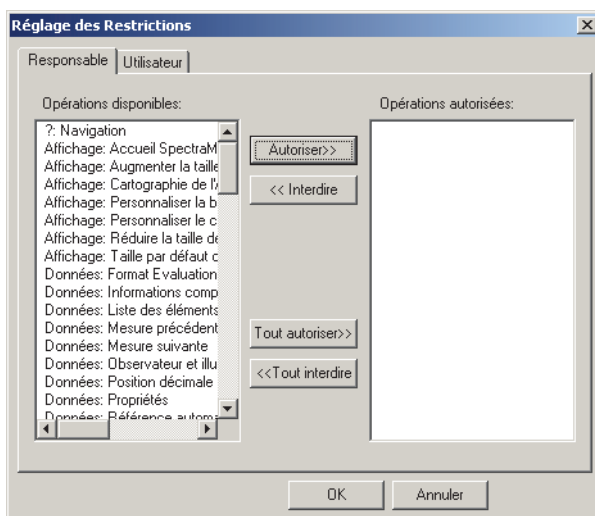 Réglage des Restrictions
Responsable
Utilisateur
Opérations disponibles:
?: Navigation
Affichage: Accueil SpectraM
Affichage: Augmenter la taille
Affichage: Cartographie de l'
Affichage: Personnaliser la b
Affichage: Personnaliser le c
Affichage: Réduire la taille de
Affichage: Taille par défaut c
Données: Format Evaluation
Données: Informations comp
Données: Liste des éléments
Données: Mesure précédent
Données: Mesure suivante
Données: Observateur et illu
Données: Position décimale
Données: Propriétés
Données: Référence automa
Autoriser>>
<< Interdire
Tout autoriser>>
<<Tout interdire
Opérations autorisées:
OK
Annuler